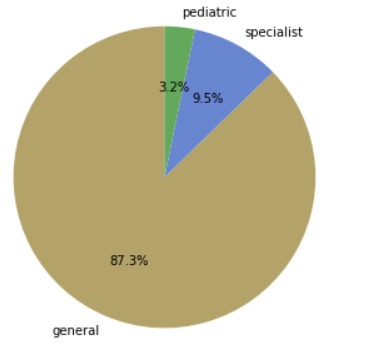 pediatric
specialist
3.2%
9.5%
87.3%
general